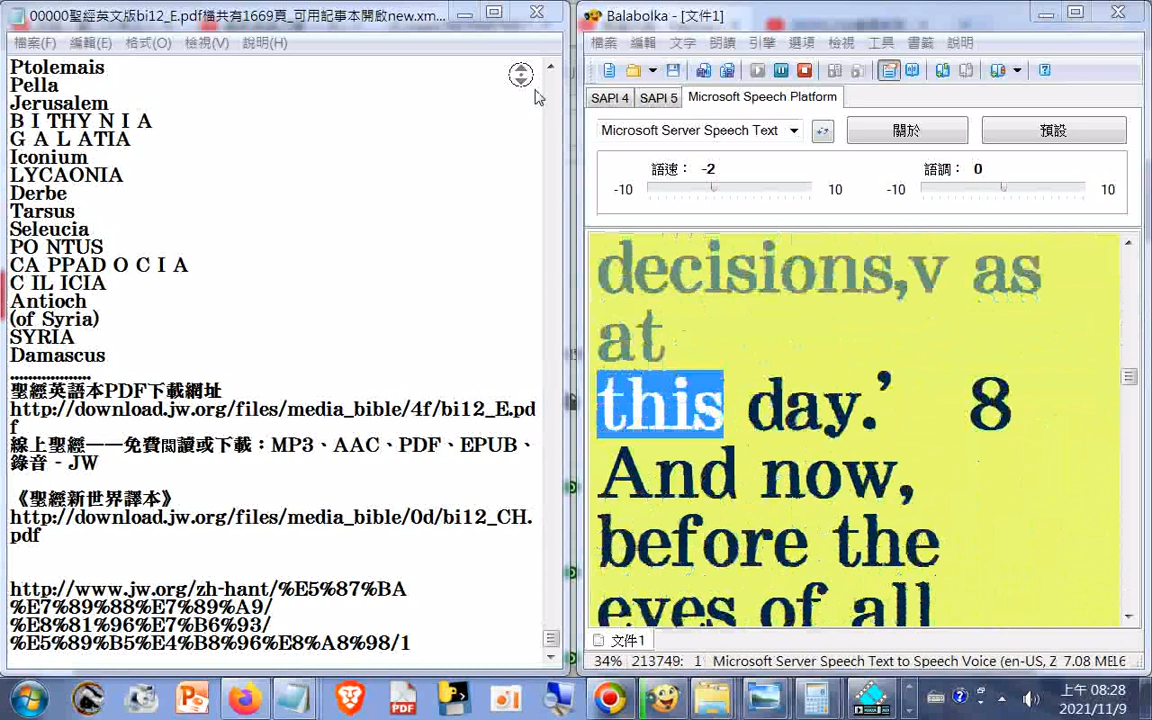 00000聖經英文版bi12_E.pdf檔共有1669頁_可用記事本開啟new.xm...
檔案(F) 編輯(E) 格式(O) 檢視(V) 說明(H)
Ptolemais
Pella
Jerusalem
B I THY N I A
G A L ATIA
Iconium
LYCAONIA
Derbe
Tarsus
Seleucia
PO NTUS
CA PPAD O C I A
C IL ICIA
Antioch
(of Syria)
SYRIA
Damascus
..................
聖經英語本PDF下載網址
http://download.jw.org/files/media_bible/4f/bi12_E.pd
f
線上聖經——免費閱讀或下載：MP3、AAC、PDF、EPUB、
錄音 - JW
《聖經新世界譯本》
http://download.jw.org/files/media_bible/0d/bi12_CH.
pdf
http://www.jw.org/zh-hant/%E5%87%BA
%E7%89%88%E7%89%A9/
%E8%81%96%E7%B6%93/
%E5%89%B5%E4%B8%96%E8%A8%98/1
Balabolka - [文件1]
檔案 編輯 文字 朗讀 引擎 選項 檢視 工具 書籤 說明
SAPI 4 SAPI 5 Microsoft Speech Platform
Microsoft Server Speech Text 關於 預設
語速： -2 語調： 0
-10 10 -10 10
decisions,v as
at
this day.’ 8
And now,
before the
eyes of all
文件1
34% 213749: 1 Microsoft Server Speech Text to Speech Voice (en-US, Z 7.08 ME
PDF
上午 08:28
2021/11/9